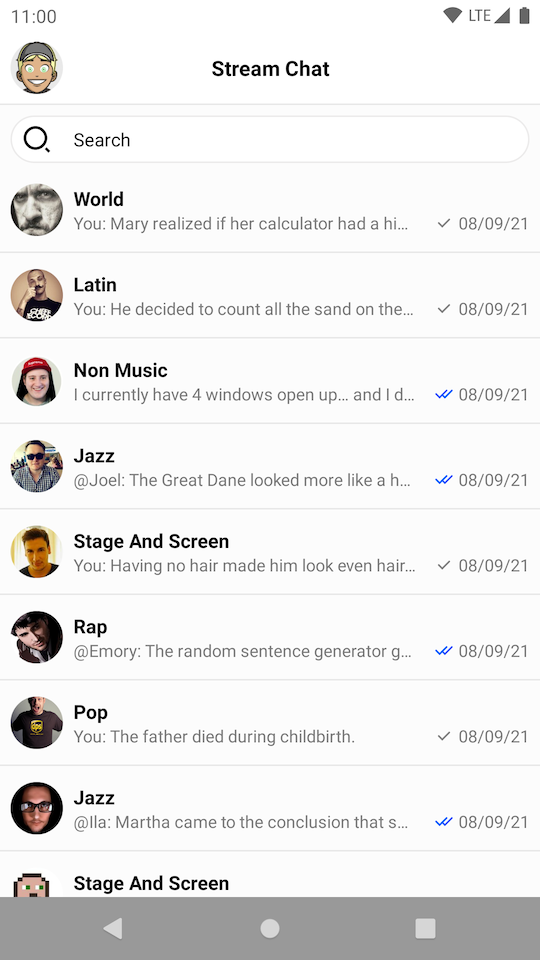 11:00 LTE
Stream Chat
Search
World
You: Mary realized if her calculator had a hi… 08/09/21
Latin
You: He decided to count all the sand on the… 08/09/21
Non Music
I currently have 4 windows open up… and I d… 08/09/21
Jazz
@Joel: The Great Dane looked more like a h… 08/09/21
Stage And Screen
You: Having no hair made him look even hair… 08/09/21
Rap
@Emory: The random sentence generator g… 08/09/21
Pop
You: The father died during childbirth. 08/09/21
Jazz
@Ila: Martha came to the conclusion that s… 08/09/21
Stage And Screen